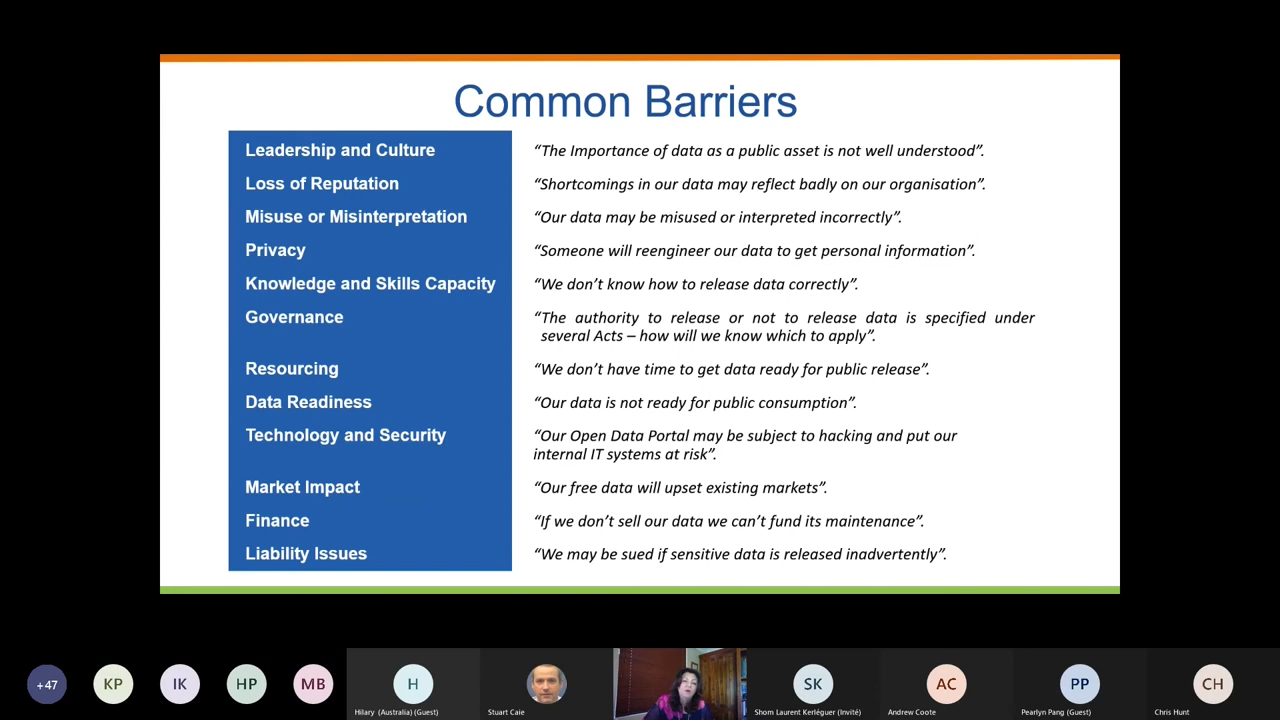 Common Barriers
Leadership and Culture
“The Importance of data as a public asset is not well understood”.
Loss of Reputation
“Shortcomings in our data may reflect badly on our organisation”.
Misuse or Misinterpretation
“Our data may be misused or interpreted incorrectly”.
Privacy
“Someone will reengineer our data to get personal information”.
Knowledge and Skills Capacity
“We don’t know how to release data correctly”.
Governance
“The authority to release or not to release data is specified under
several Acts – how will we know which to apply”.
Resourcing
“We don’t have time to get data ready for public release”.
Data Readiness
“Our data is not ready for public consumption”.
Technology and Security
“Our Open Data Portal may be subject to hacking and put our
internal IT systems at risk”.
Market Impact
“Our free data will upset existing markets”.
Finance
“If we don’t sell our data we can’t fund its maintenance”.
Liability Issues
“We may be sued if sensitive data is released inadvertently”.
+47
KP
IK
HP
MB
H
Hilary (Australia) (Guest)
Stuart Caie
SK
Shom Laurent Kerléguer (Invité)
AC
Andrew Coote
PP
Pearlyn Pang (Guest)
CH
Chris Hunt